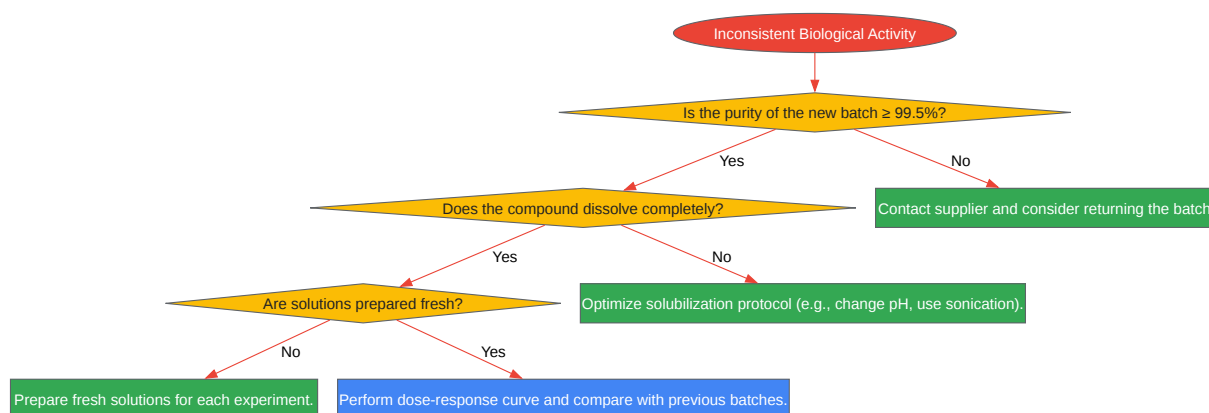 Inconsistent Biological Activity
Is the purity of the new batch ≥ 99.5%?
Yes
No
Does the compound dissolve completely?
Contact supplier and consider returning the batch
Yes
No
Are solutions prepared fresh?
Optimize solubilization protocol (e.g., change pH, use sonication).
No
Yes
Prepare fresh solutions for each experiment.
Perform dose-response curve and compare with previous batches.